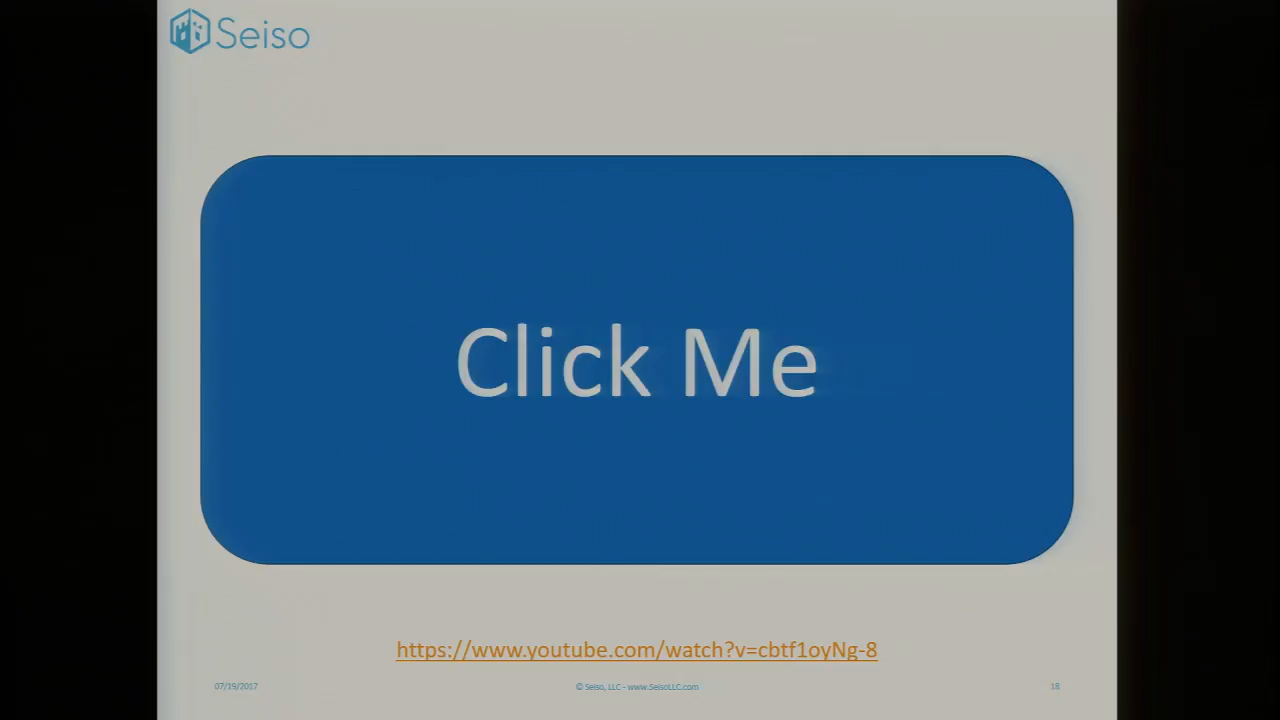 Seiso
Click Me
https://www.youtube.com/watch?v=cbtf1oyNg-8
07/19/2017
© Seiso, LLC - www.SeisoLLC.com
18